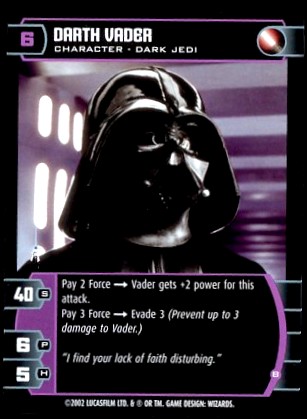 6 DARTH VADER
CHARACTER - DARK JEDI
40 S
Pay 2 Force → Vader gets +2 power for this
attack.
Pay 3 Force → Evade 3 (Prevent up to 3
damage to Vader.)
6 P
"I find your lack of faith disturbing."
5 H
©2002 LUCASFILM LTD. & ® OR TM. GAME DESIGN: WIZARDS.